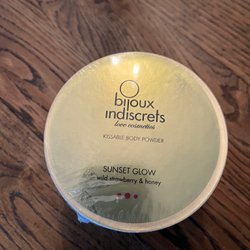 bijoux
indiscrets
love cosmetics
KISSABLE BODY POWDER
SUNSET GLOW
wild strawberry & honey